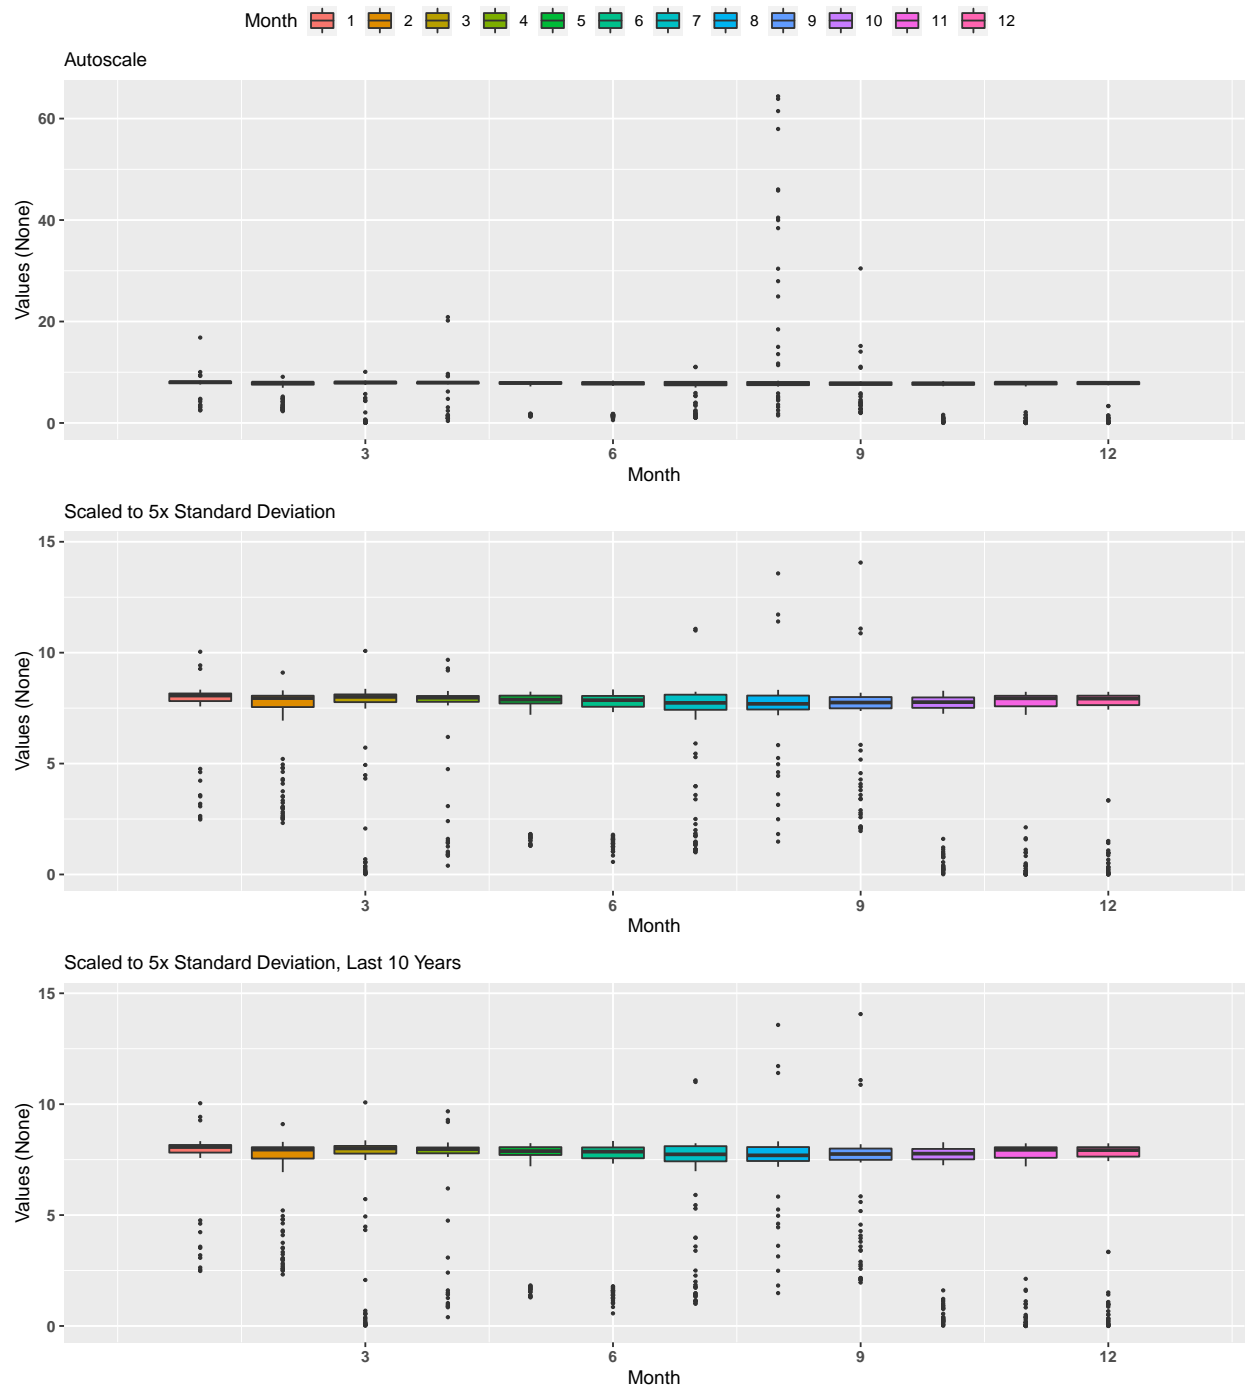 Month 1 2 3 4 5 6 7 8 9 10 11 12
Autoscale
60
40
20
0
Values (None)
3 6 9 12
Month
Scaled to 5x Standard Deviation
15
10
5
0
Values (None)
3 6 9 12
Month
Scaled to 5x Standard Deviation, Last 10 Years
15
10
5
0
Values (None)
3 6 9 12
Month